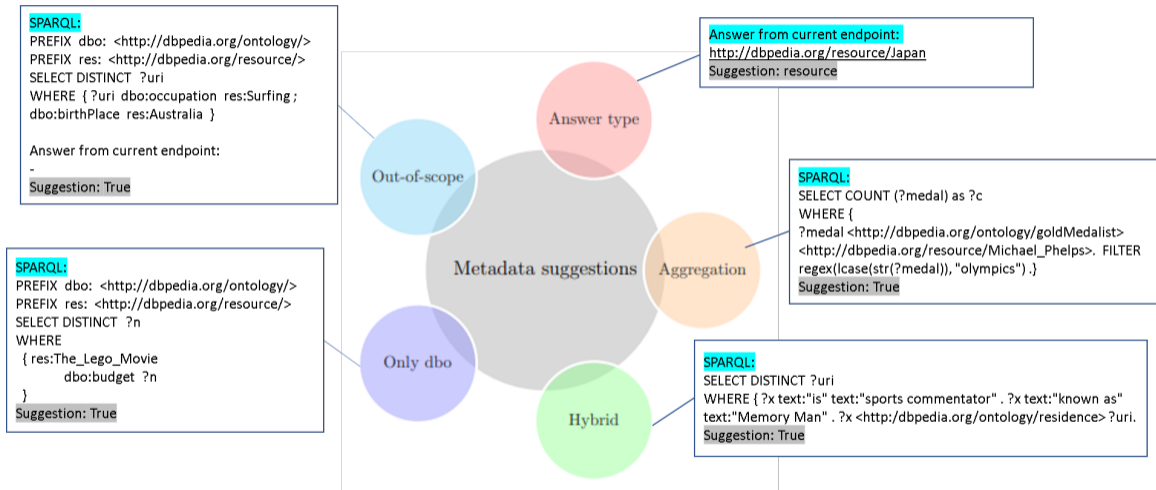 SPARQL:
PREFIX dbo: <http://dbpedia.org/ontology/>
PREFIX res: <http://dbpedia.org/resource/>
SELECT DISTINCT ?uri
WHERE { ?uri dbo:occupation res:Surfing ;
dbo:birthPlace res:Australia }
Answer from current endpoint:
-
Suggestion: True
Answer from current endpoint:
http://dbpedia.org/resource/Japan
Suggestion: resource
Answer type
Out-of-scope
SPARQL:
SELECT COUNT (?medal) as ?c
WHERE {
?medal <http://dbpedia.org/ontology/goldMedalist>
<http://dbpedia.org/resource/Michael_Phelps>. FILTER
regex(lcase(str(?medal)), "olympics") .}
Suggestion: True
Metadata suggestions
Aggregation
SPARQL:
PREFIX dbo: <http://dbpedia.org/ontology/>
PREFIX res: <http://dbpedia.org/resource/>
SELECT DISTINCT ?n
WHERE
{ res:The_Lego_Movie
dbo:budget ?n
}
Suggestion: True
Only dbo
Hybrid
SPARQL:
SELECT DISTINCT ?uri
WHERE { ?x text:"is" text:"sports commentator" . ?x text:"known as"
text:"Memory Man" . ?x <http:/dbpedia.org/ontology/residence> ?uri.
Suggestion: True